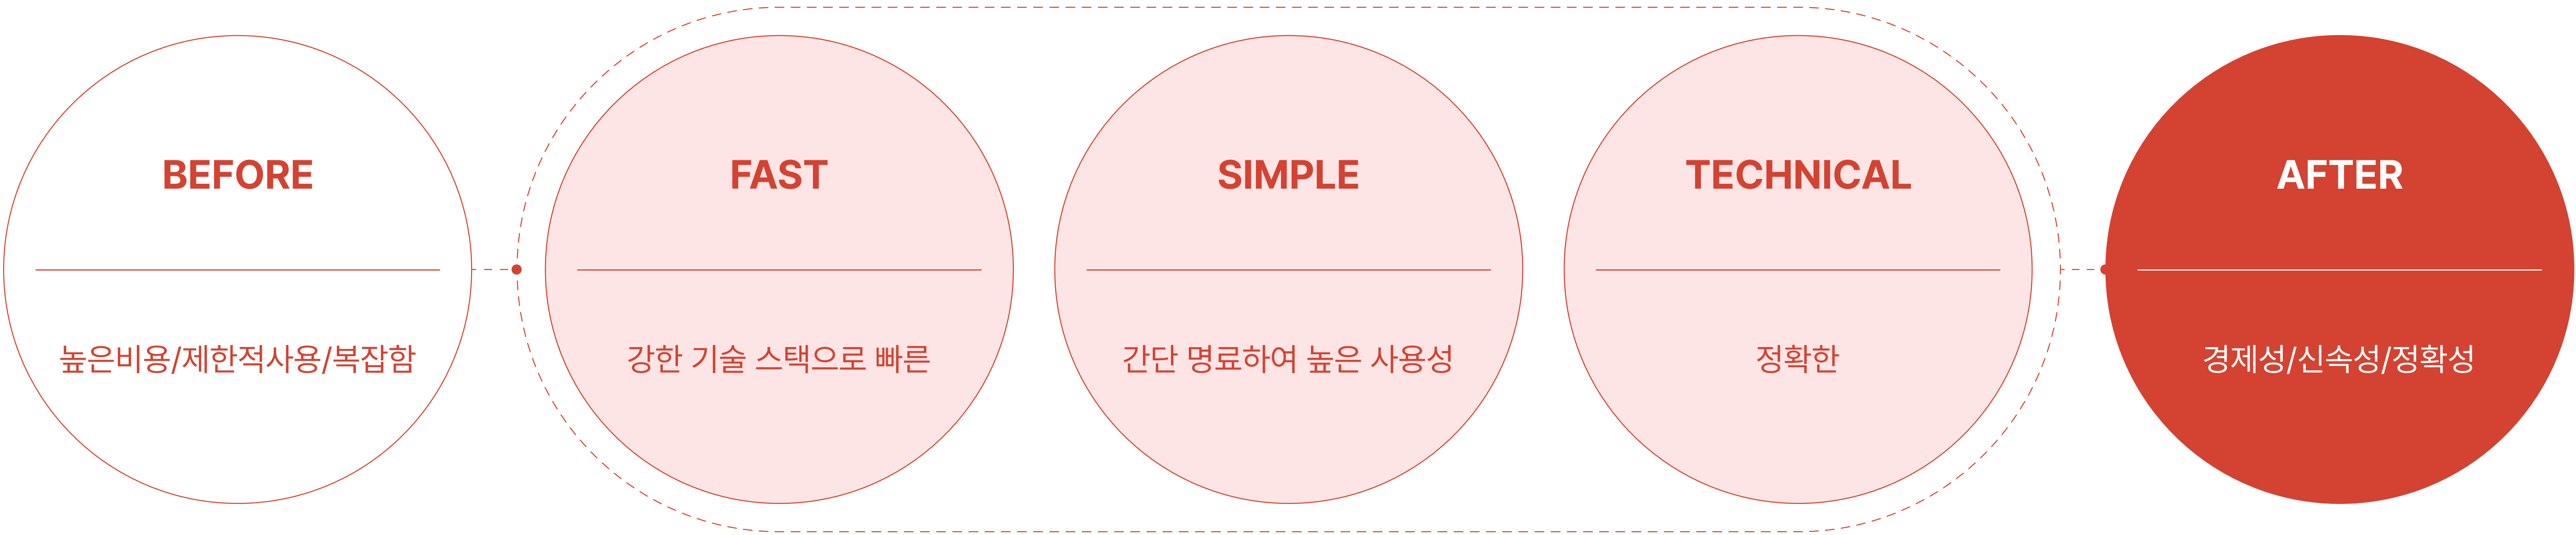 BEFORE
높은비용/제한적사용/복잡함
FAST
강한 기술 스택으로 빠른
SIMPLE
간단 명료하여 높은 사용성
TECHNICAL
정확한
AFTER
경제성/신속성/정확성